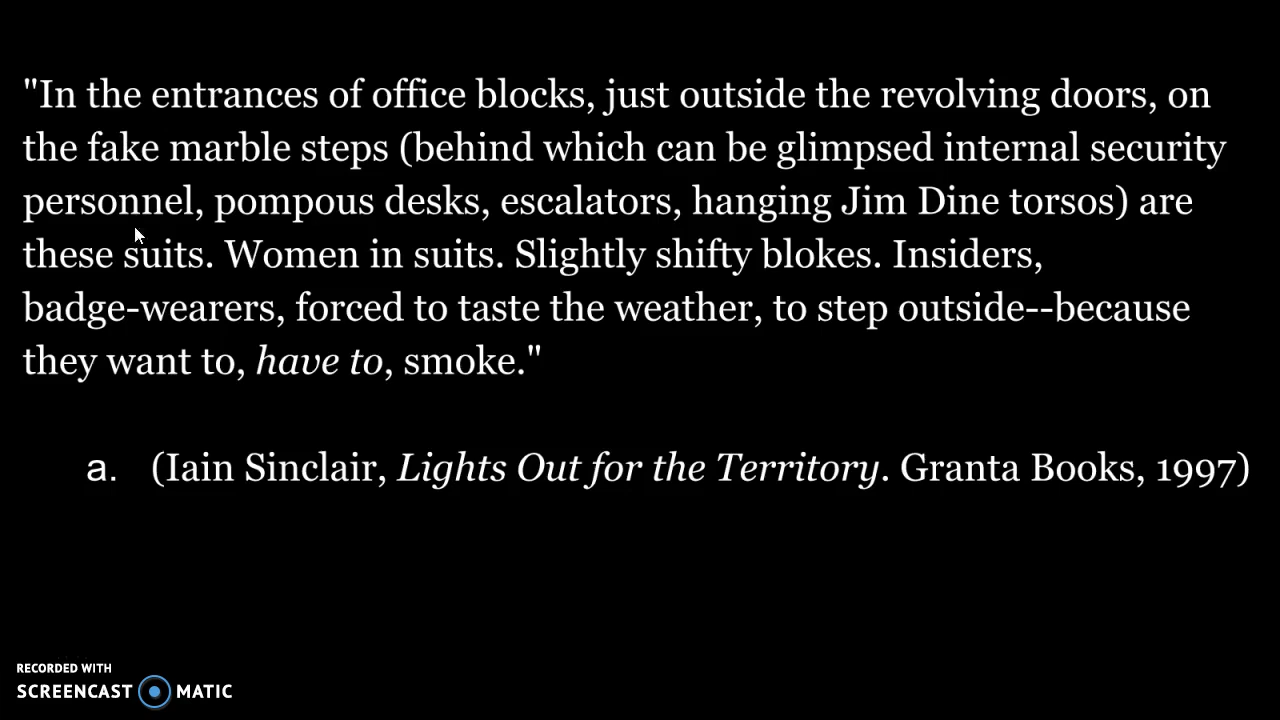 "In the entrances of office blocks, just outside the revolving doors, on
the fake marble steps (behind which can be glimpsed internal security
personnel, pompous desks, escalators, hanging Jim Dine torsos) are
these suits. Women in suits. Slightly shifty blokes. Insiders,
badge-wearers, forced to taste the weather, to step outside--because
they want to, have to, smoke."
a. (Iain Sinclair, Lights Out for the Territory. Granta Books, 1997)
RECORDED WITH
SCREENCAST MATIC